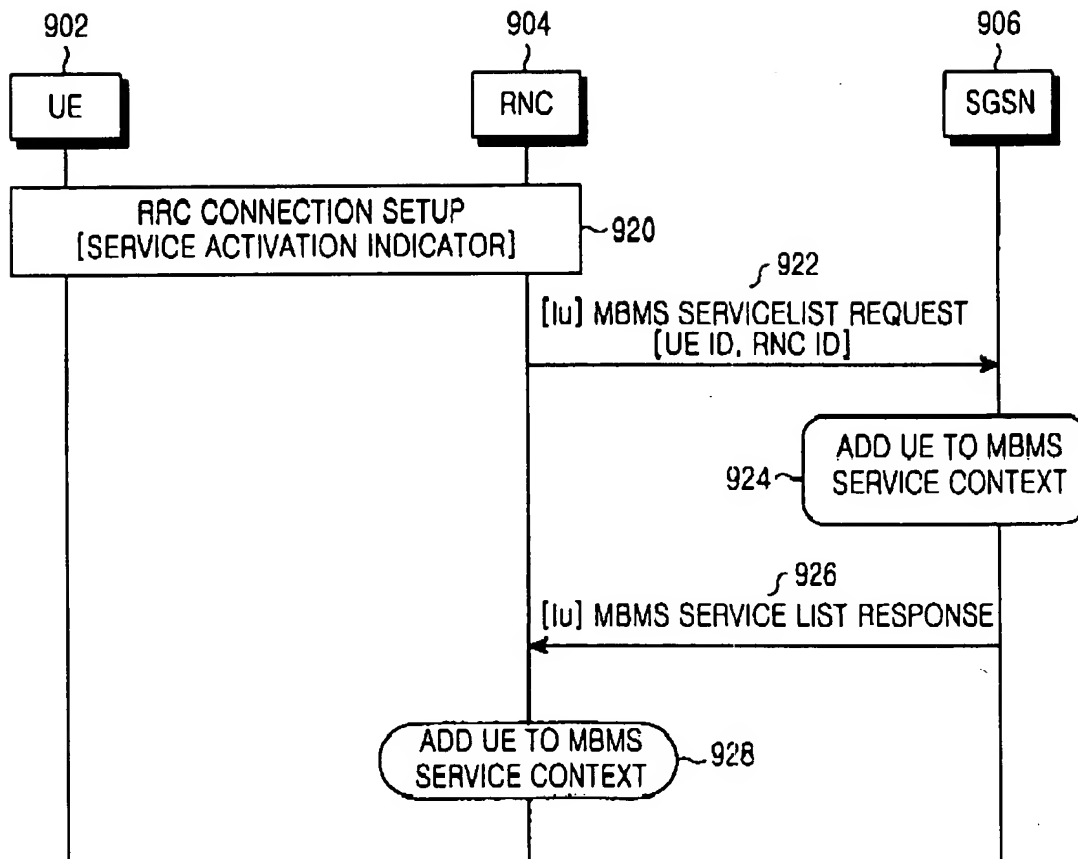 902
904
906
UE
RNC
SGSN
RRC CONNECTION SETUP
[SERVICE ACTIVATION INDICATOR]
920
922
[Iu] MBMS SERVICELIST REQUEST
[UE ID, RNC ID]
ADD UE TO MBMS
SERVICE CONTEXT
924
926
[Iu] MBMS SERVICE LIST RESPONSE
ADD UE TO MBMS
SERVICE CONTEXT
928